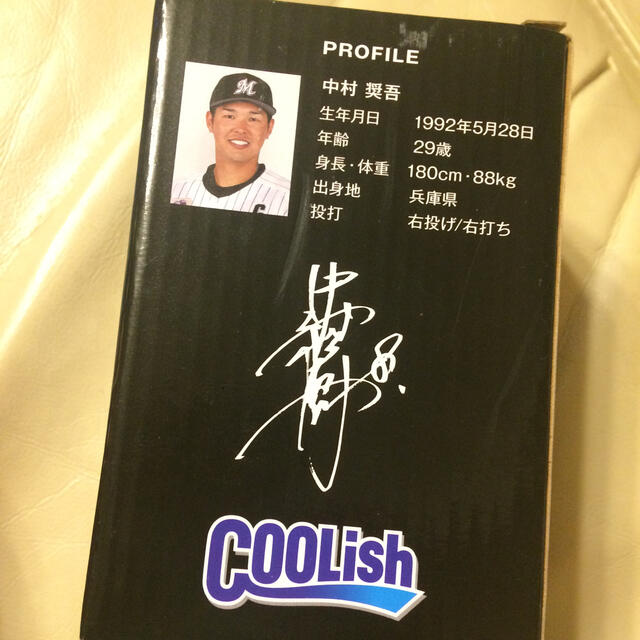 PROFILE
中村 奨吾
生年月日 1992年5月28日
年齢 29歳
身長・体重 180cm・88kg
出身地 兵庫県
投打 右投げ/右打ち
M
C
8.
COOLish